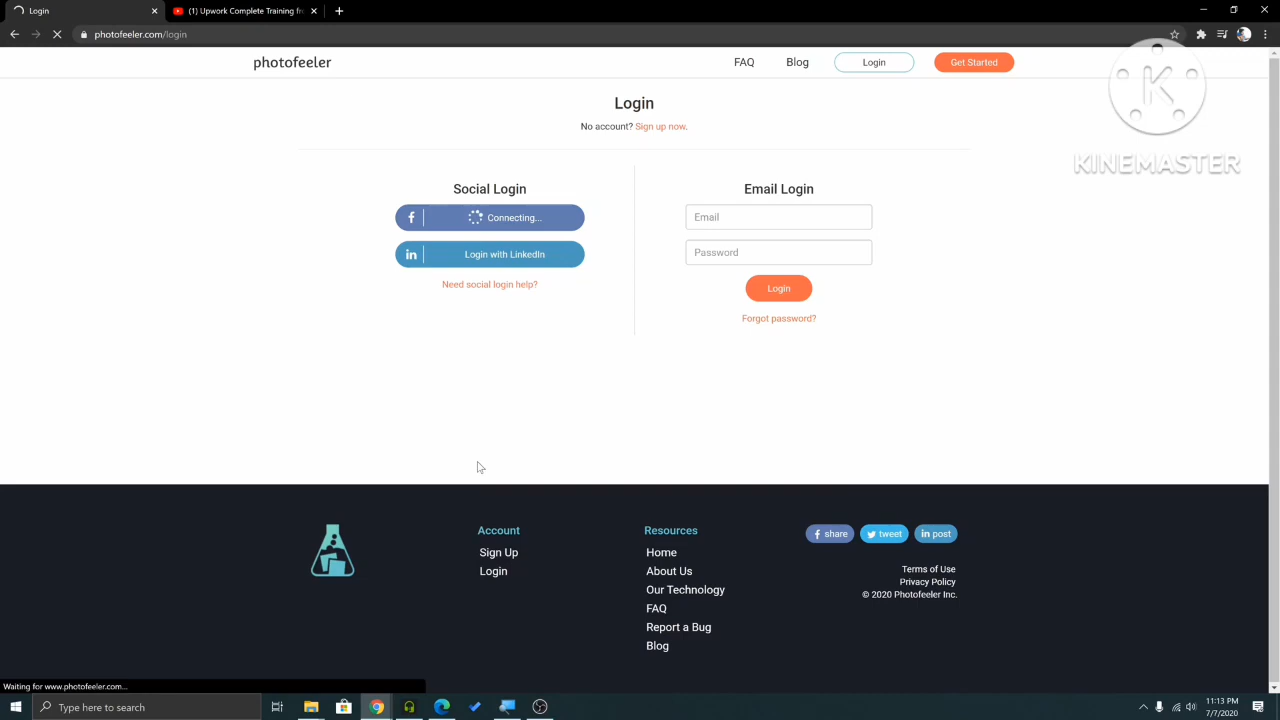 Login
(1) Upwork Complete Training fr
photofeeler.com/login
photofeeler
FAQ
Blog
Login
Get Started
KINEMASTER
Login
No account? Sign up now.
Social Login
Connecting...
Login with LinkedIn
Need social login help?
Email Login
Email
Password
Login
Forgot password?
Account
Sign Up
Login
Resources
Home
About Us
Our Technology
FAQ
Report a Bug
Blog
share
tweet
post
Terms of Use
Privacy Policy
© 2020 Photofeeler Inc.
Waiting for www.photofeeler.com...
Type here to search
11:13 PM
7/7/2020